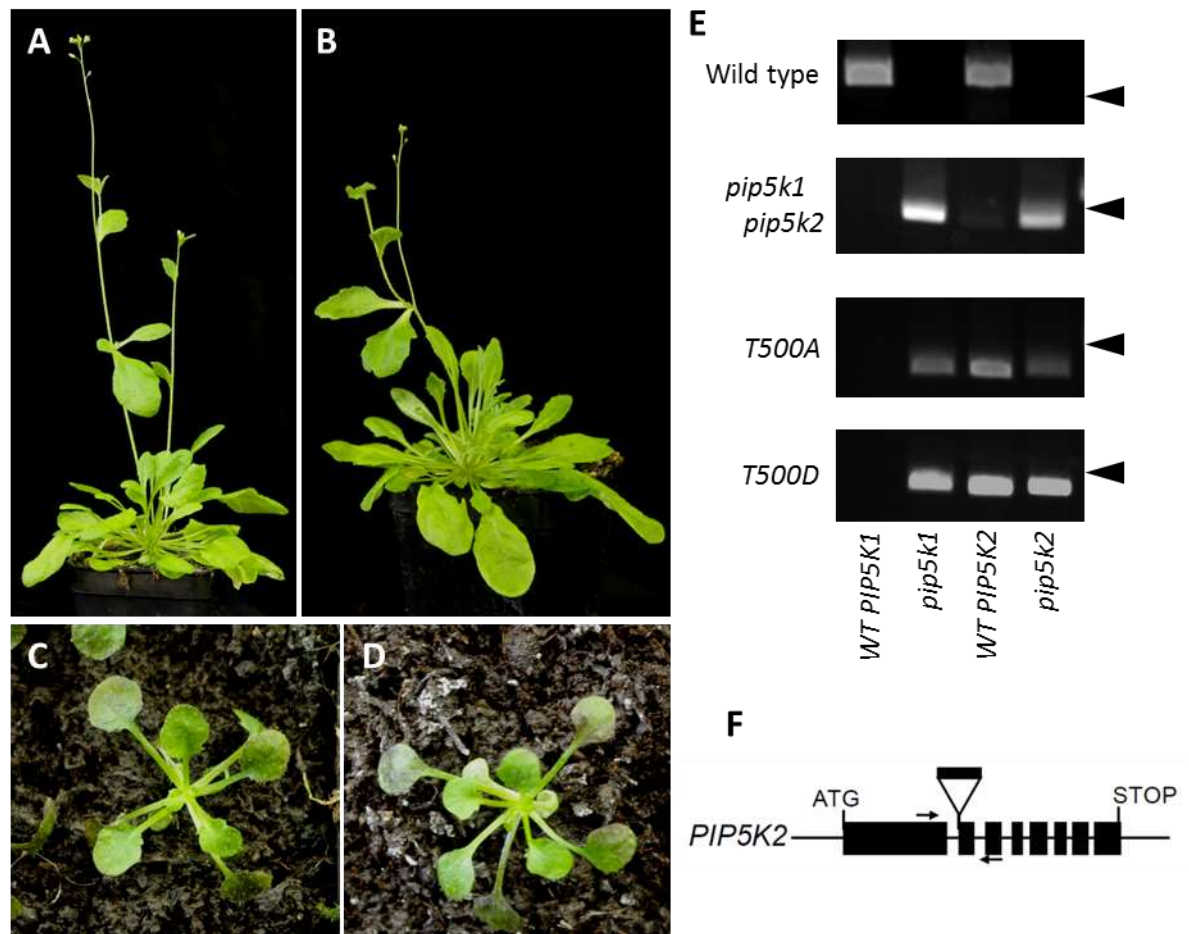 A
B
E
Wild type
pip5k1
pip5k2
T500A
T500D
WT PIP5K1
pip5k1
WT PIP5K2
pip5k2
C
D
F
ATG
STOP
PIP5K2